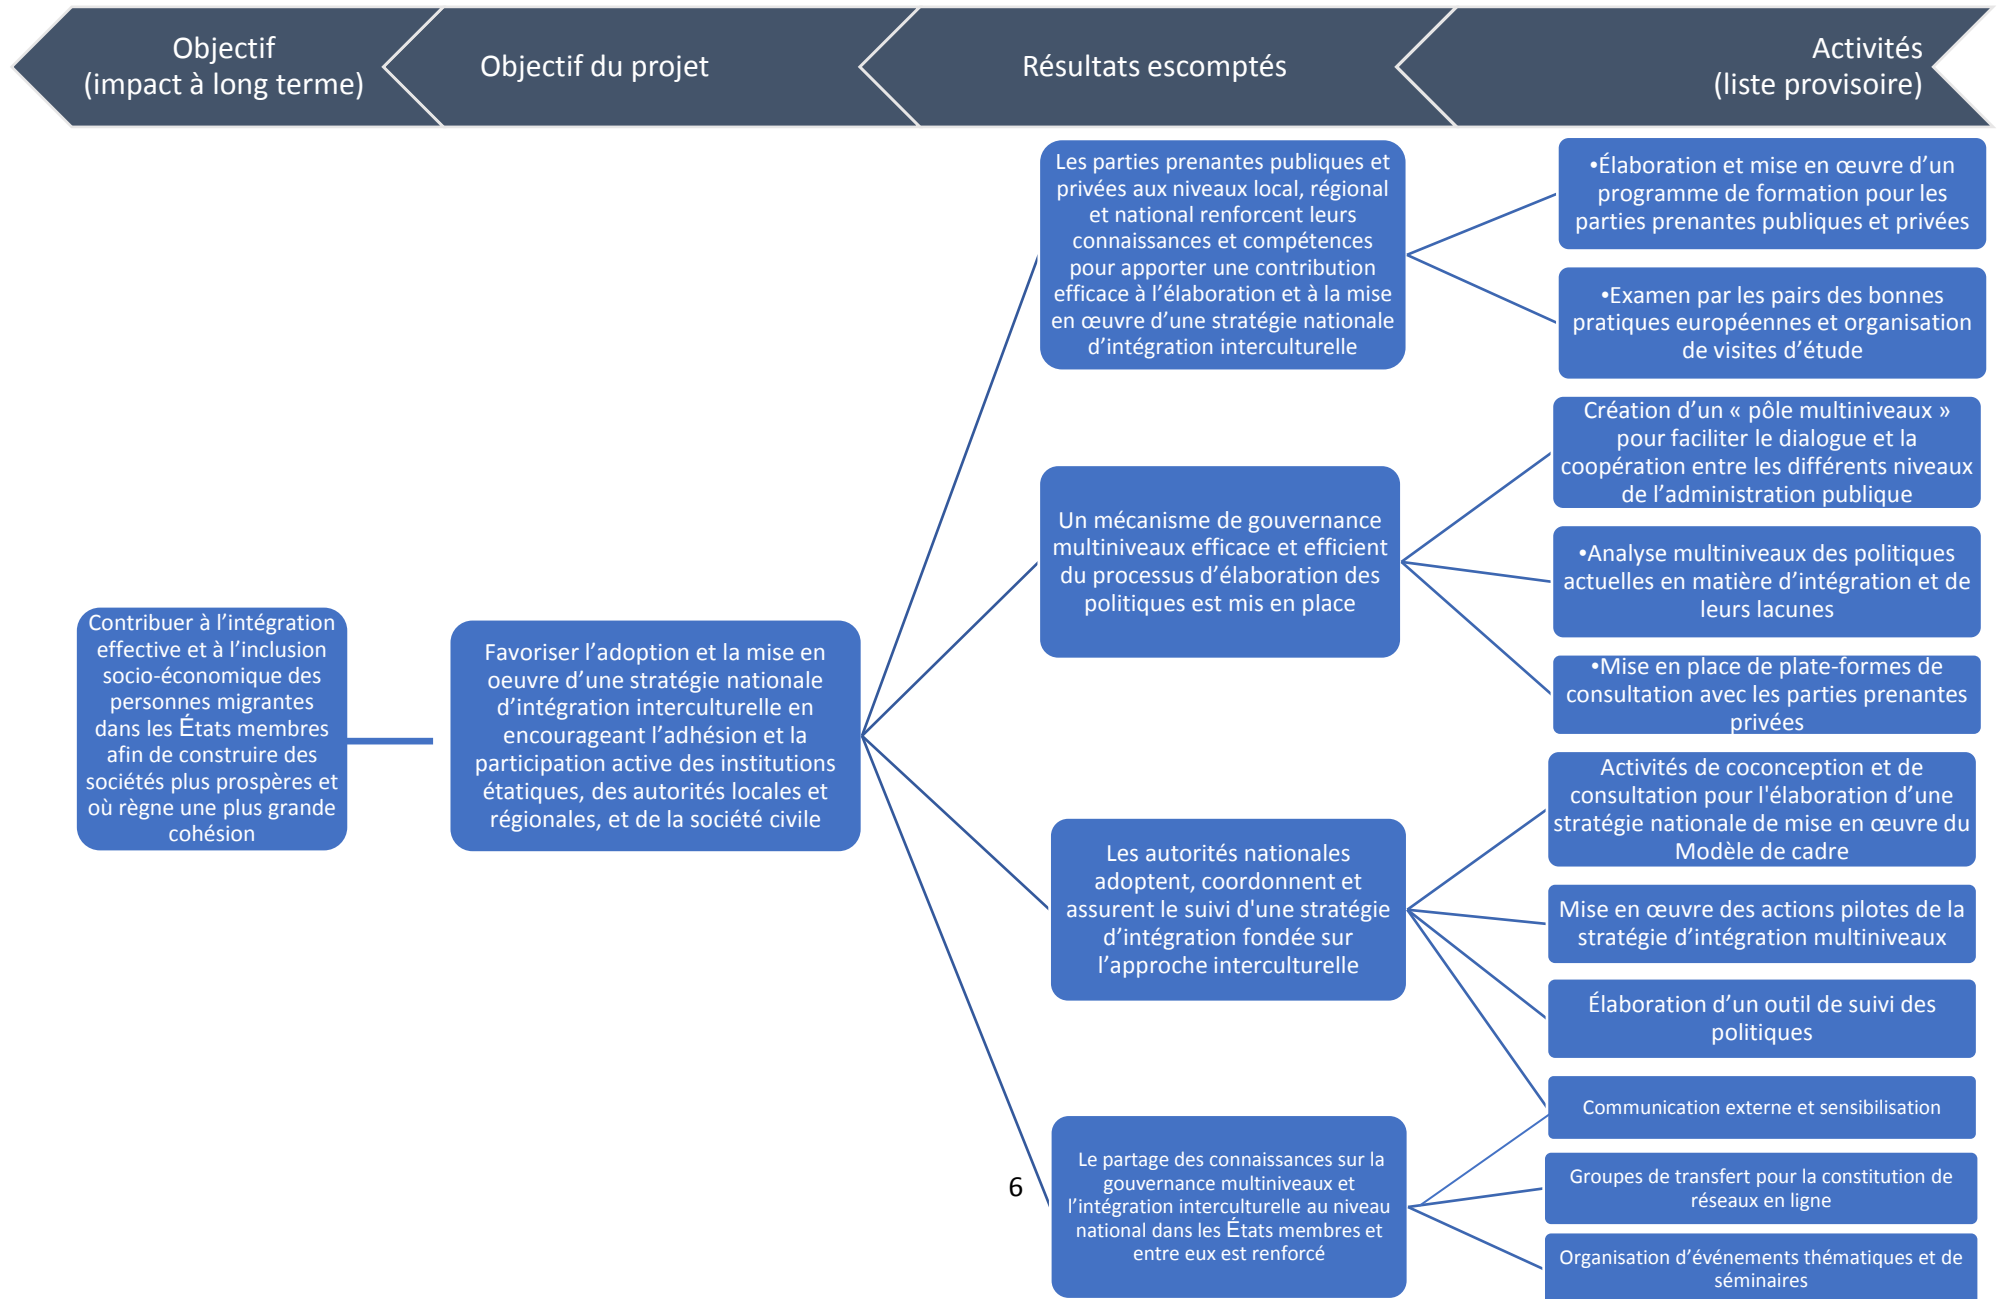 Objectif
(impact à long terme)
Objectif du projet
Résultats escomptés
Activités
(liste provisoire)
Contribuer à l’intégration
effective et à l’inclusion
socio-économique des
personnes migrantes
dans les États membres
afin de construire des
sociétés plus prospères et
où règne une plus grande
cohésion
Favoriser l’adoption et la mise en
oeuvre d’une stratégie nationale
d’intégration interculturelle en
encourageant l’adhésion et la
participation active des institutions
étatiques, des autorités locales et
régionales, et de la société civile
Les parties prenantes publiques et
privées aux niveaux local, régional
et national renforcent leurs
connaissances et compétences
pour apporter une contribution
efficace à l’élaboration et à la mise
en œuvre d’une stratégie nationale
d’intégration interculturelle
•Élaboration et mise en œuvre d’un
programme de formation pour les
parties prenantes publiques et privées
•Examen par les pairs des bonnes
pratiques européennes et organisation
de visites d’étude
Un mécanisme de gouvernance
multiniveaux efficace et efficient
du processus d’élaboration des
politiques est mis en place
Création d’un « pôle multiniveaux »
pour faciliter le dialogue et la
coopération entre les différents niveaux
de l’administration publique
•Analyse multiniveaux des politiques
actuelles en matière d’intégration et de
leurs lacunes
•Mise en place de plate-formes de
consultation avec les parties prenantes
privées
Les autorités nationales
adoptent, coordonnent et
assurent le suivi d'une stratégie
d’intégration fondée sur
l’approche interculturelle
Activités de coconception et de
consultation pour l'élaboration d’une
stratégie nationale de mise en œuvre du
Modèle de cadre
Mise en œuvre des actions pilotes de la
stratégie d’intégration multiniveaux
Élaboration d’un outil de suivi des
politiques
Communication externe et sensibilisation
Le partage des connaissances sur la
gouvernance multiniveaux et
l’intégration interculturelle au niveau
national dans les États membres et
entre eux est renforcé
Groupes de transfert pour la constitution de
réseaux en ligne
Organisation d’événements thématiques et de
séminaires
6